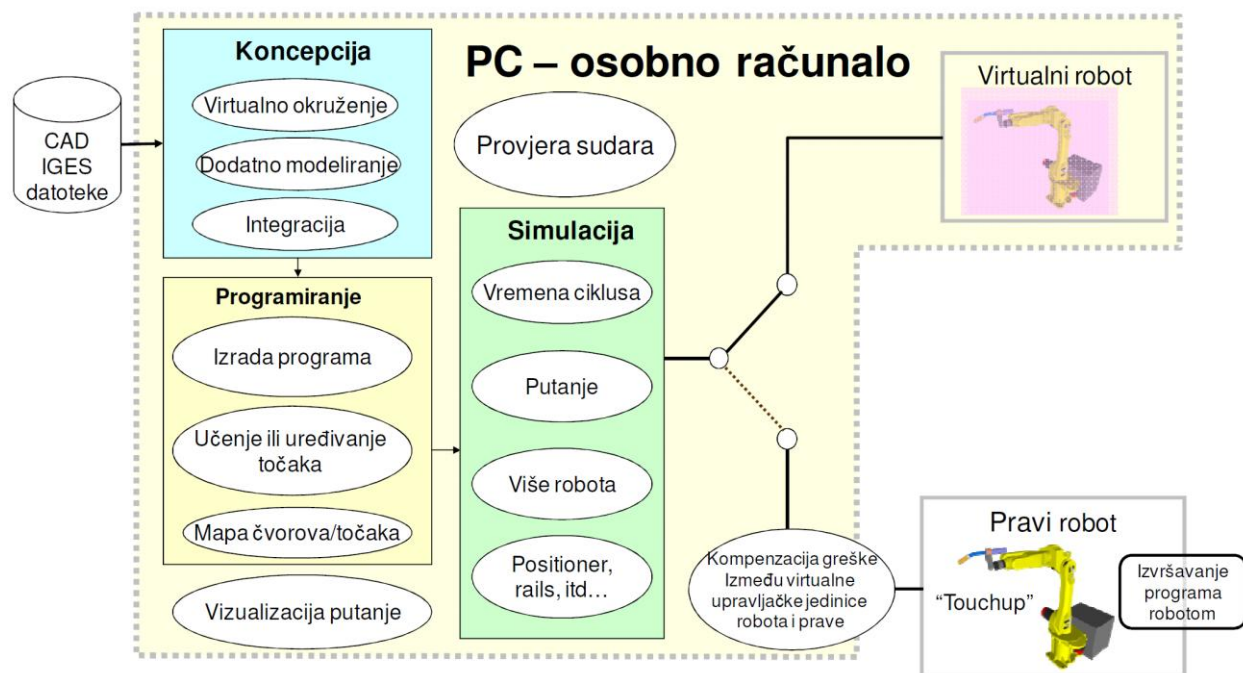 PC – osobno računalo
CAD
IGES
datoteke
Koncepcija
Virtualno okruženje
Dodatno modeliranje
Integracija
Programiranje
Izrada programa
Učenje ili uređivanje
točaka
Mapa čvorova/točaka
Vizualizacija putanje
Provjera sudara
Simulacija
Vremena ciklusa
Putanje
Više robota
Positioner,
rails, itd…
Virtualni robot
Kompenzacija greške
Između virtualne
upravljačke jedinice
robota i prave
Pravi robot
“Touchup”
Izvršavanje
programa
robotom